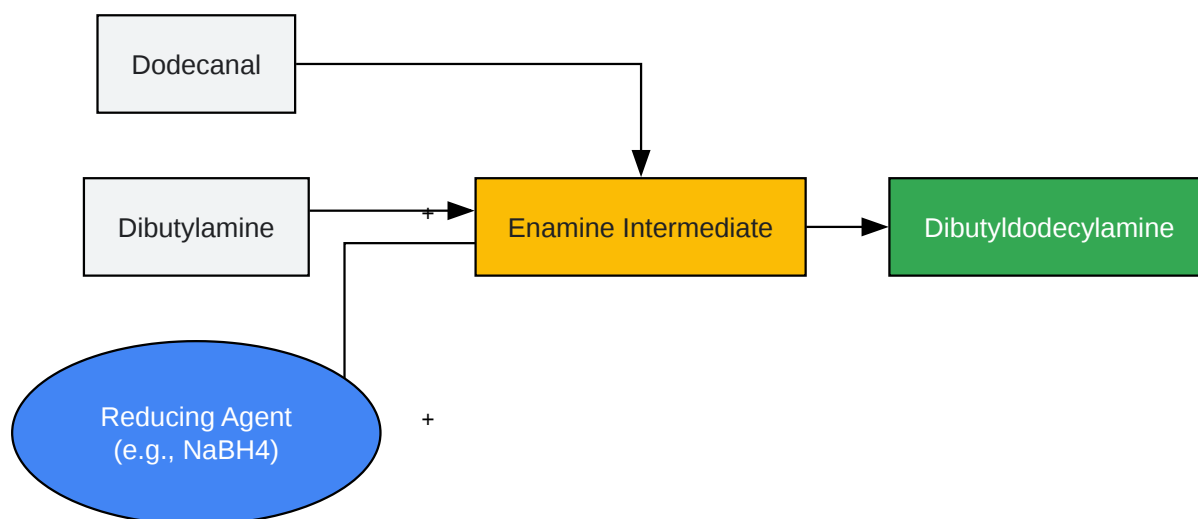 Dodecanal
Dibutylamine
+
Enamine Intermediate
Dibutyldodecylamine
Reducing Agent
(e.g., NaBH4)
+